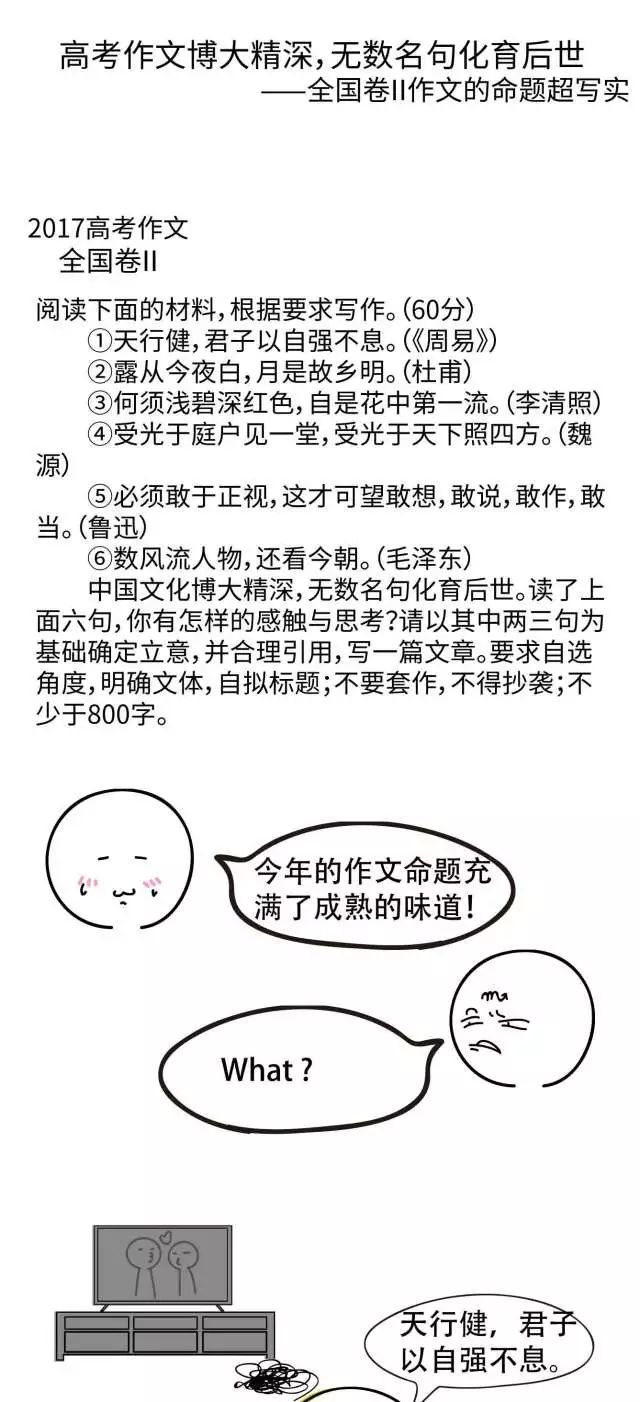 高考作文博大精深，无数名句化育后世
——全国卷II作文的命题超写实
2017高考作文
全国卷II
阅读下面的材料，根据要求写作。（60分）
①天行健，君子以自强不息。（《周易》）
②露从今夜白，月是故乡明。（杜甫）
③何须浅碧深红色，自是花中第一流。（李清照）
④受光于庭户见一堂，受光于天下照四方。（魏
源）
⑤必须敢于正视，这才可望敢想，敢说，敢作，敢
当。（鲁迅）
⑥数风流人物，还看今朝。（毛泽东）
中国文化博大精深，无数名句化育后世。读了上
面六句，你有怎样的感触与思考？请以其中两三句为
基础确定立意，并合理引用，写一篇文章。要求自选
角度，明确文体，自拟标题；不要套作，不得抄袭；不
少于800字。
今年的作文命题充
满了成熟的味道！
What？
天行健，君子
以自强不息。